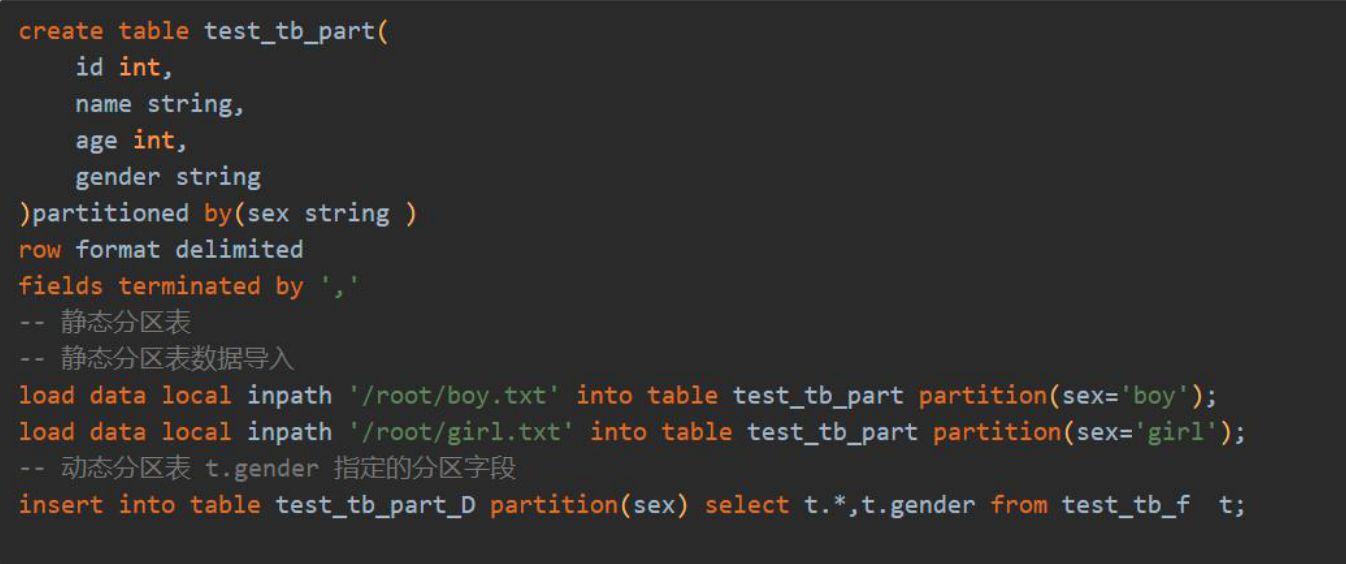 create table test_tb_part(
    id int,
    name string,
    age int,
    gender string
)partitioned by(sex string )
row format delimited
fields terminated by ','
-- 静态分区表
-- 静态分区表数据导入
load data local inpath '/root/boy.txt' into table test_tb_part partition(sex='boy');
load data local inpath '/root/girl.txt' into table test_tb_part partition(sex='girl');
-- 动态分区表 t.gender 指定的分区字段
insert into table test_tb_part_D partition(sex) select t.*,t.gender from test_tb_f  t;